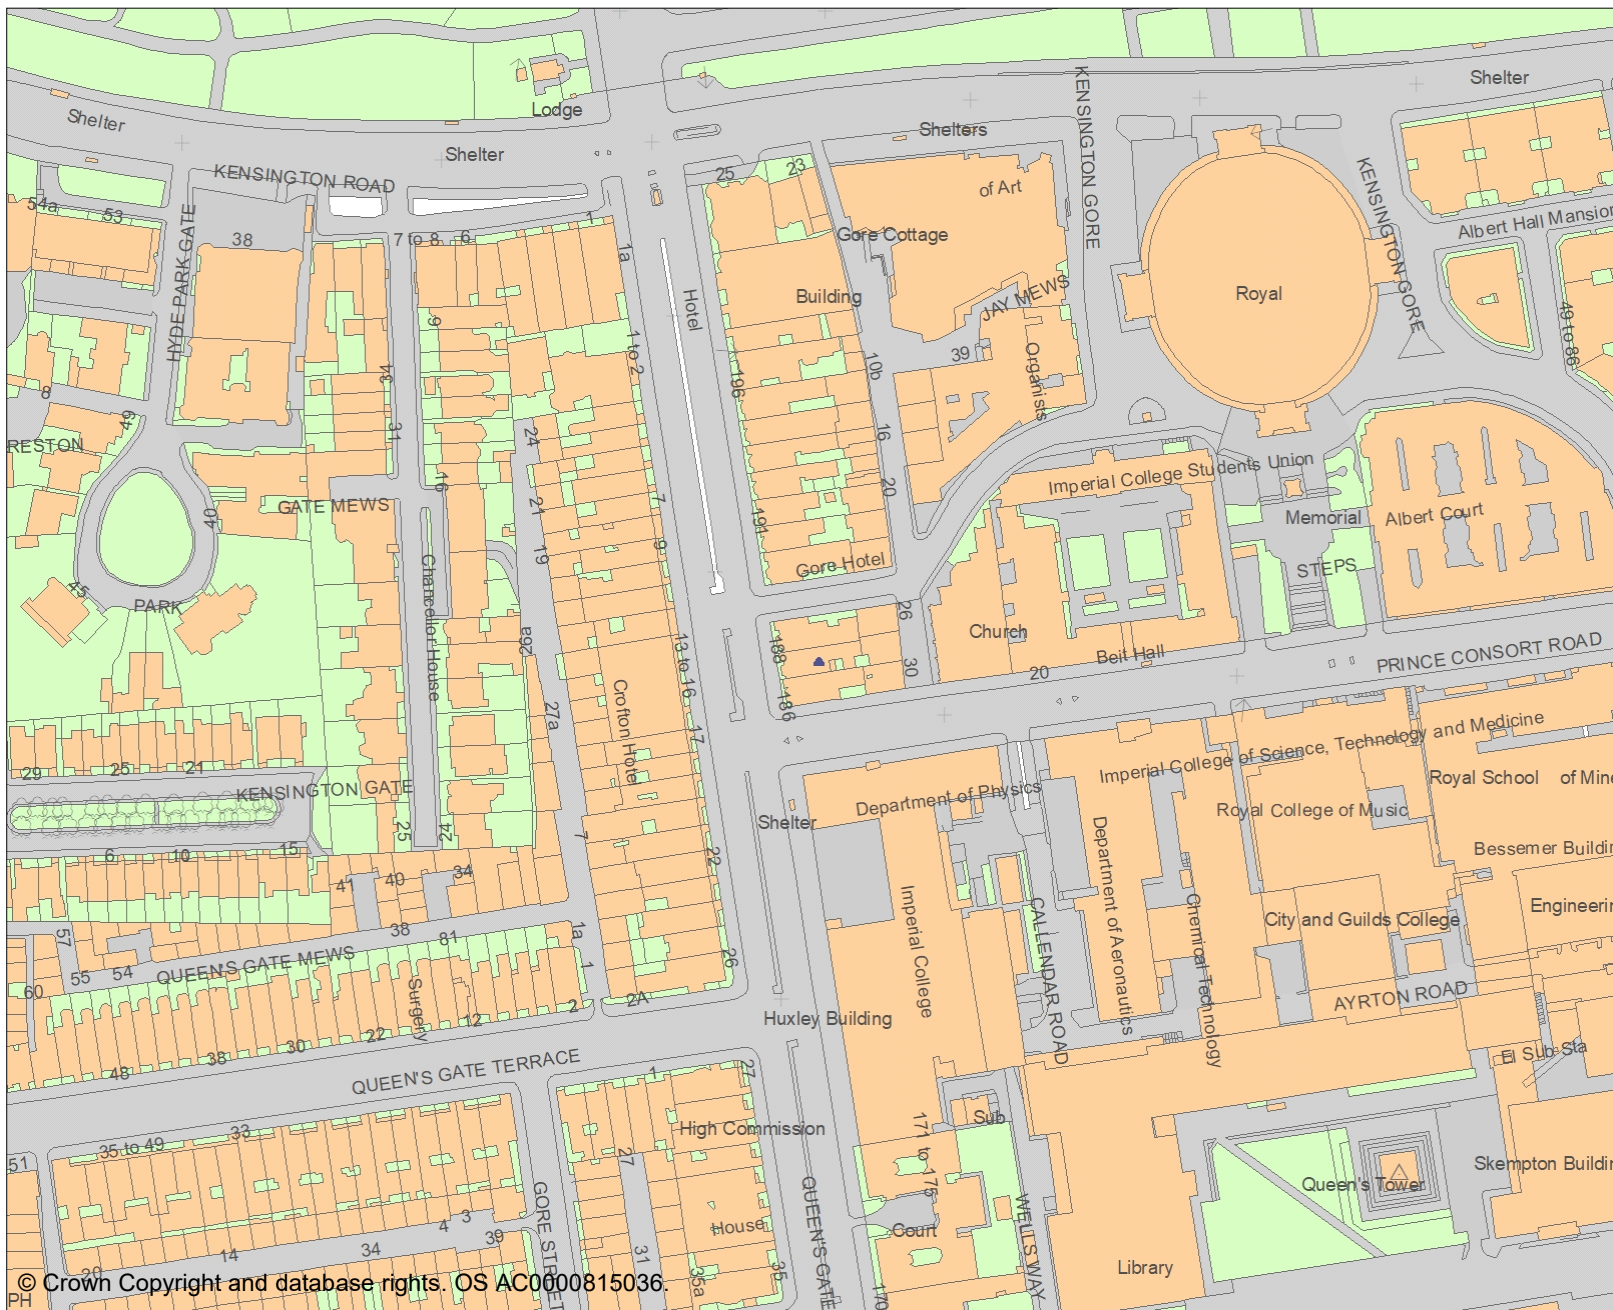 Shelter
Lodge
Shelter
Shelters
Shelter
KENSINGTON ROAD
KENSINGTON GORE
KENSINGTON GORE
25
23
of Art
54a
53
38
7 to 8
6
1
1a
HYDE PARK GATE
Hotel
Gore Cottage
Building
JAY MEWS
Royal
Albert Hall Mansion
49 to 86
9
34
1 to 2
196
10b
39
Organists
8
49
RESTON
31
24
16
16
20
Imperial College Students Union
GATE MEWS
40
21
7
191
Memorial
Albert Court
19
9
Gore Hotel
STEPS
45
PARK
Chancellor House
26a
13 to 16
188
26
Church
30
Beit Hall
20
PRINCE CONSORT ROAD
Crofton Hotel
27a
17
186
Imperial College of Science, Technology and Medicine
29
25
21
KENSINGTON GATE
Department of Physics
Royal School
of Mine
Royal College of Music
25
24
7
Shelter
22
Department of Aeronautics
Bessemer Buildin
6
10
15
41
40
34
Imperial College
CALLENDAR ROAD
Chemical Technology
City and Guilds College
Engineerin
57
38
81
1a
55
54
QUEEN'S GATE MEWS
60
Surgery
1
26
2
2A
12
22
30
38
48
Huxley Building
AYRTON ROAD
El Sub Sta
QUEEN'S GATE TERRACE
1
27
High Commission
171 to 175
Sub
51
35 to 49
33
27
Skempton Buildin
Queen's Tower
GORE STREET
3
4
39
34
14
20
31
35a
House
35
QUEEN'S GATE
Court
170
WELLS WAY
Library
© Crown Copyright and database rights. OS AC0000815036.
PH